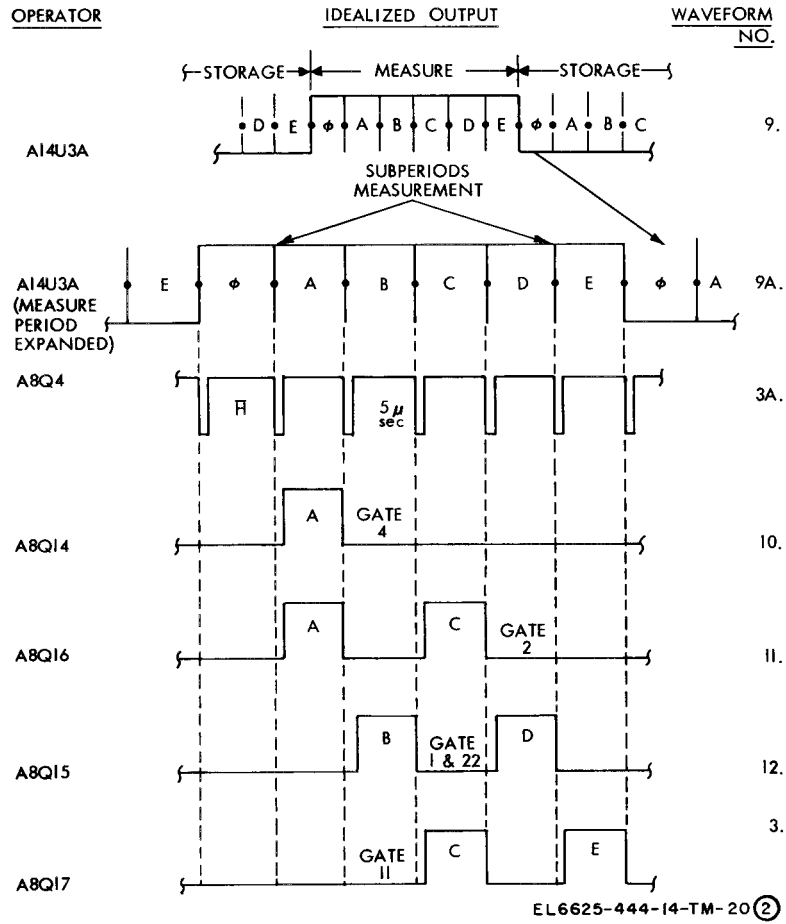 OPERATOR IDEALIZED OUTPUT WAVEFORM NO.
STORAGE MEASURE STORAGE
D E ϕ A B C D E ϕ A B C 9.
A14U3A
SUBPERIODS
MEASUREMENT
A14U3A E ϕ A B C D E ϕ A 9A.
(MEASURE
PERIOD
EXPANDED)
A8Q4 3A.
H̅ 5 μ
sec
A GATE
4
A8Q14 10.
A C GATE
2
A8Q16 11.
B GATE D
1 & 22
A8Q15 12.
3.
GATE C E
11
A8Q17
EL6625-444-14-TM-20②